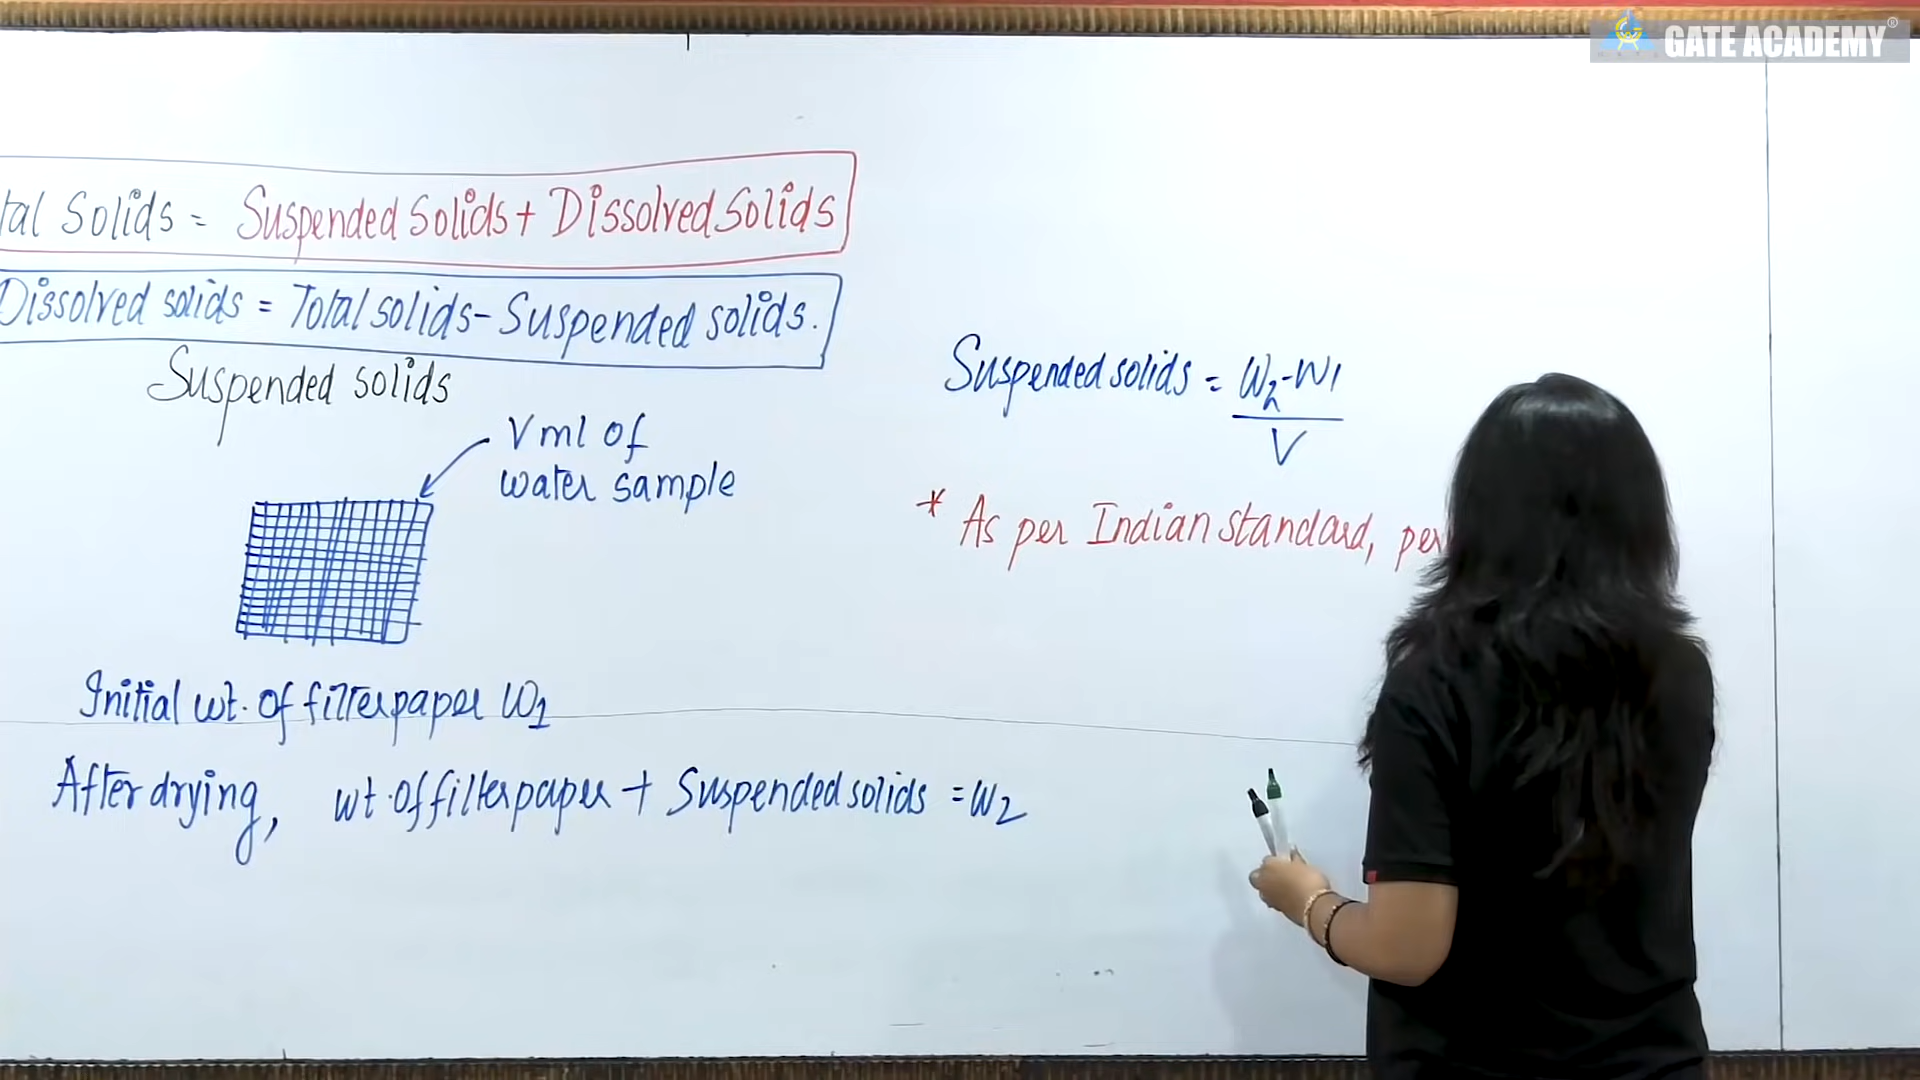 GATE ACADEMY®
tal Solids = Suspended Solids + Dissolved Solids
Dissolved solids = Total solids - Suspended solids.
Suspended solids
V ml of
water sample
Initial wt. of filterpaper W1
After drying, wt. of filterpaper + Suspended solids = W2
Suspended solids = W2-W1
V
* As per Indian standard, per